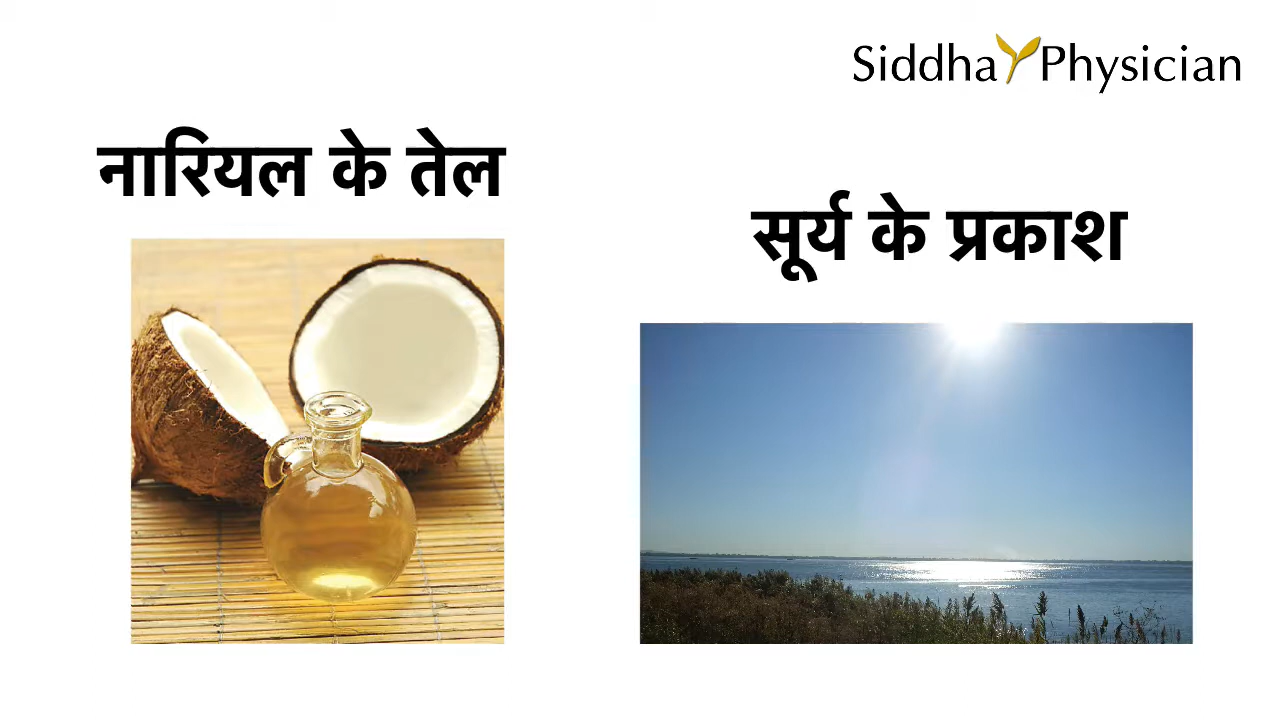 Siddha Physician
नारियल के तेल
सूर्य के प्रकाश